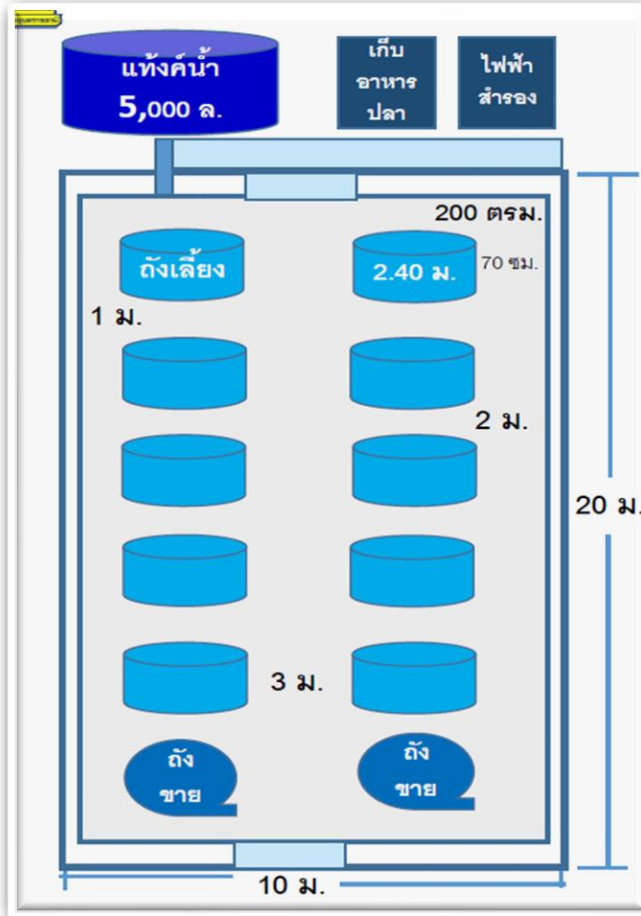 แท้งค์น้ำ
5,000 ล.
เก็บ
อาหาร
ปลา
ไฟฟ้า
สำรอง
200 ตรม.
ถังเลี้ยง
2.40 ม.
70 ซม.
1 ม.
2 ม.
20 ม.
3 ม.
ถัง
ขาย
ถัง
ขาย
10 ม.